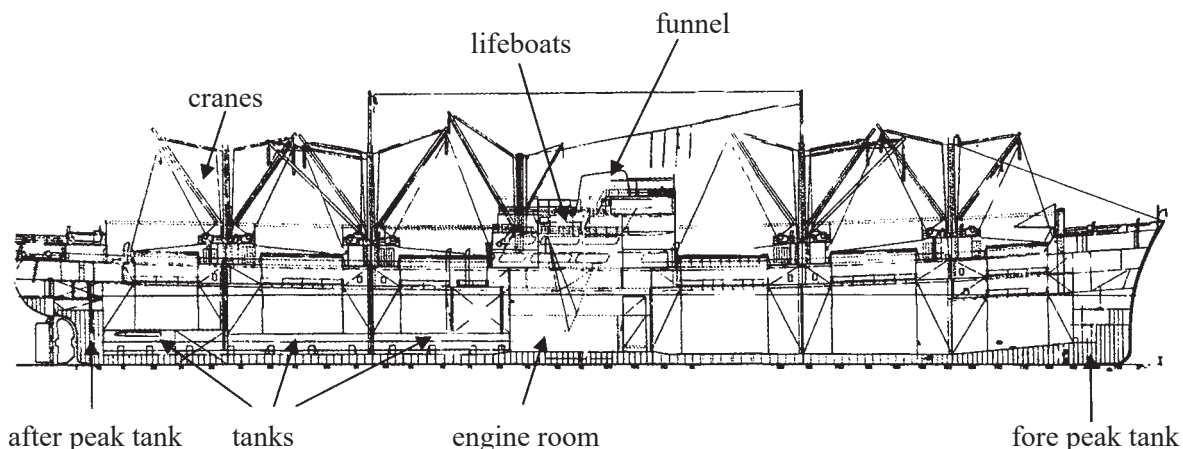 funnel
lifeboats
cranes
after peak tank
tanks
engine room
fore peak tank